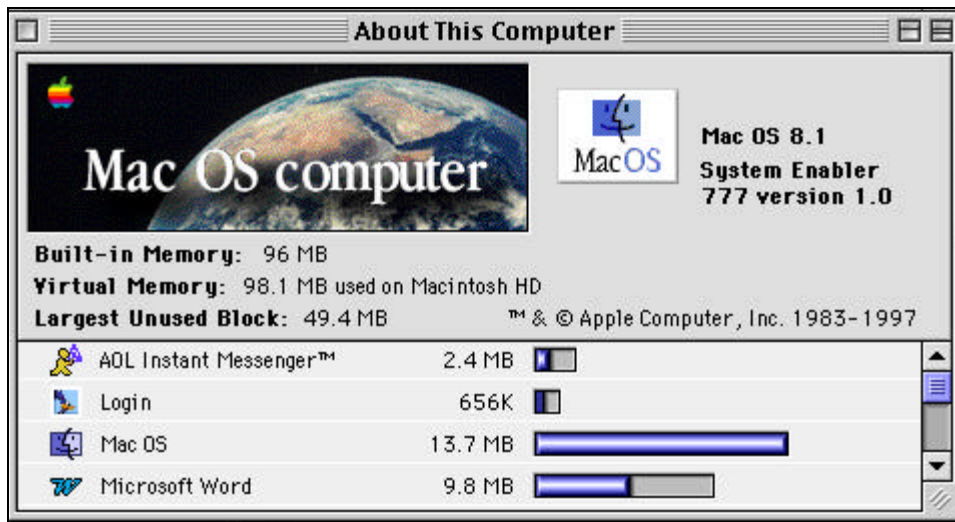 About This Computer
Mac OS computer
MacOS
Mac OS 8.1
System Enabler
777 version 1.0
Built-in Memory: 96 MB
Virtual Memory: 98.1 MB used on Macintosh HD
Largest Unused Block: 49.4 MB ™ & © Apple Computer, Inc. 1983-1997
AOL Instant Messenger™ 2.4 MB
Login 656K
Mac OS 13.7 MB
Microsoft Word 9.8 MB